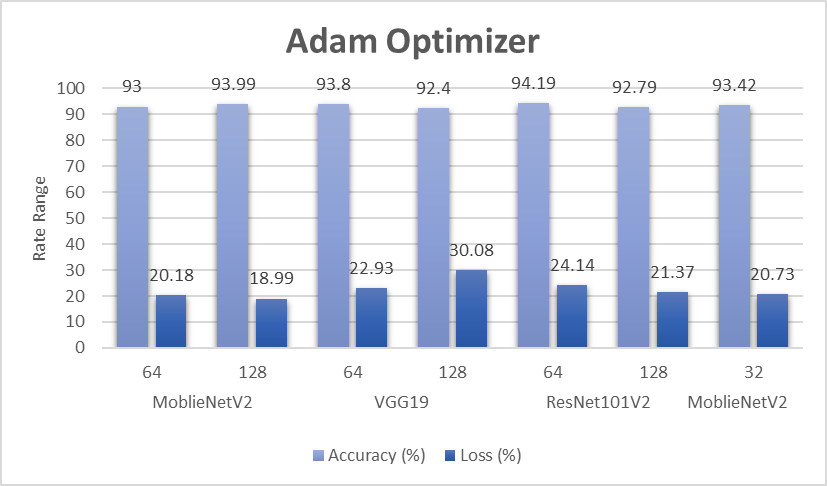 Adam Optimizer
93 93.99 93.8 92.4 94.19 92.79 93.42
20.18 18.99 22.93 30.08 24.14 21.37 20.73
100
90
80
70
60
50
40
30
20
10
0
Rate Range
64 128 64 128 64 128 32
MoblieNetV2 VGG19 ResNet101V2 MoblieNetV2
Accuracy (%) Loss (%)